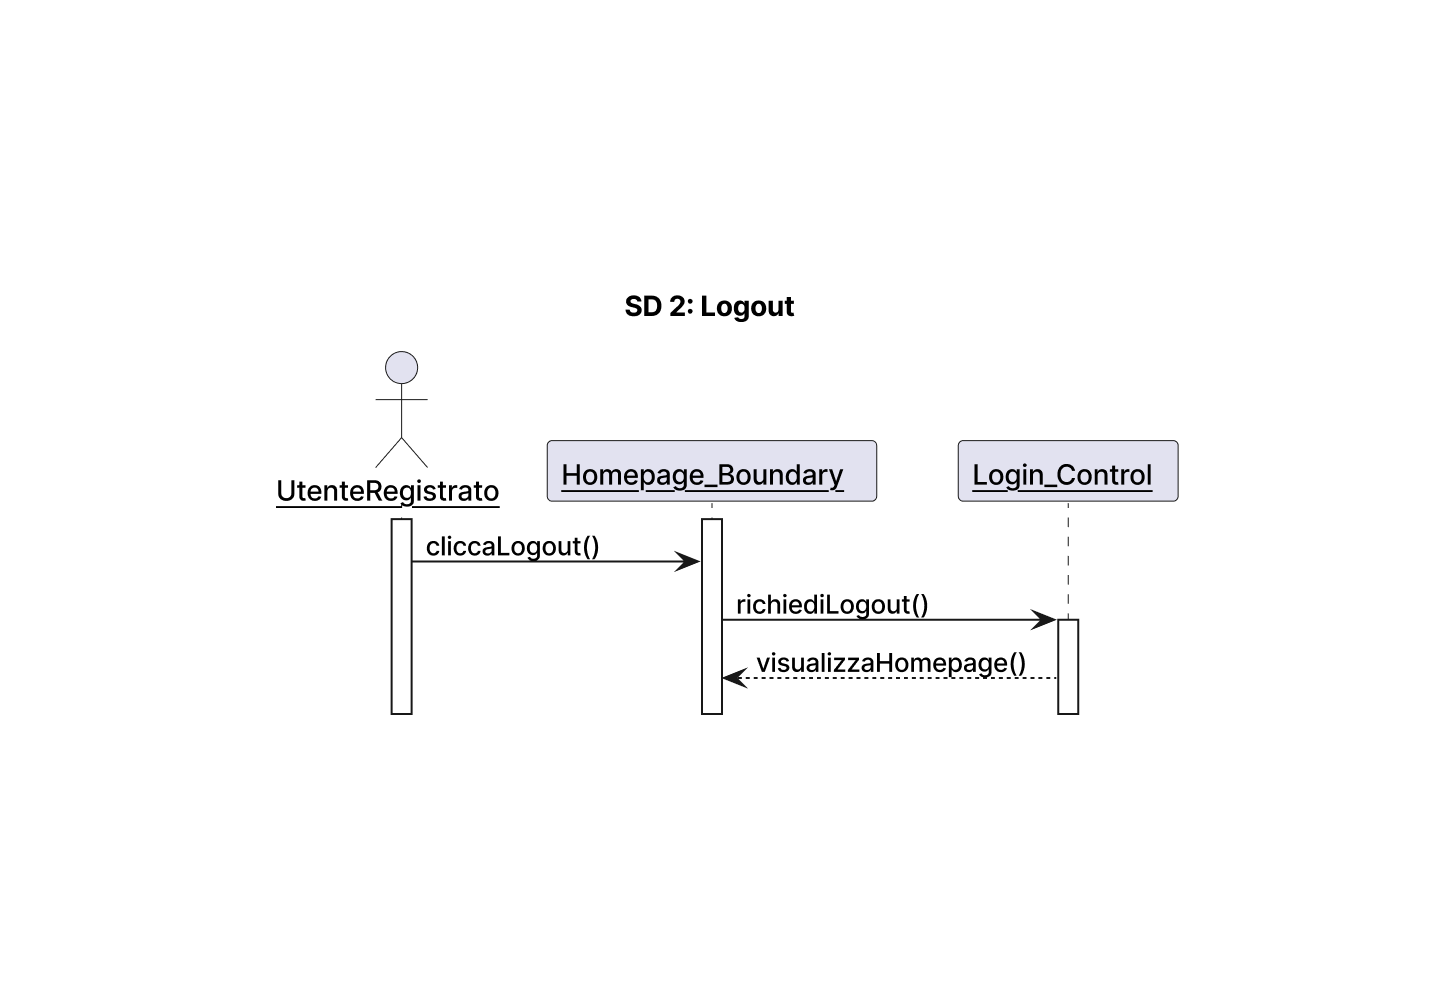 SD 2: Logout
UtenteRegistrato
Homepage_Boundary
Login_Control
cliccaLogout()
richiediLogout()
visualizzaHomepage()